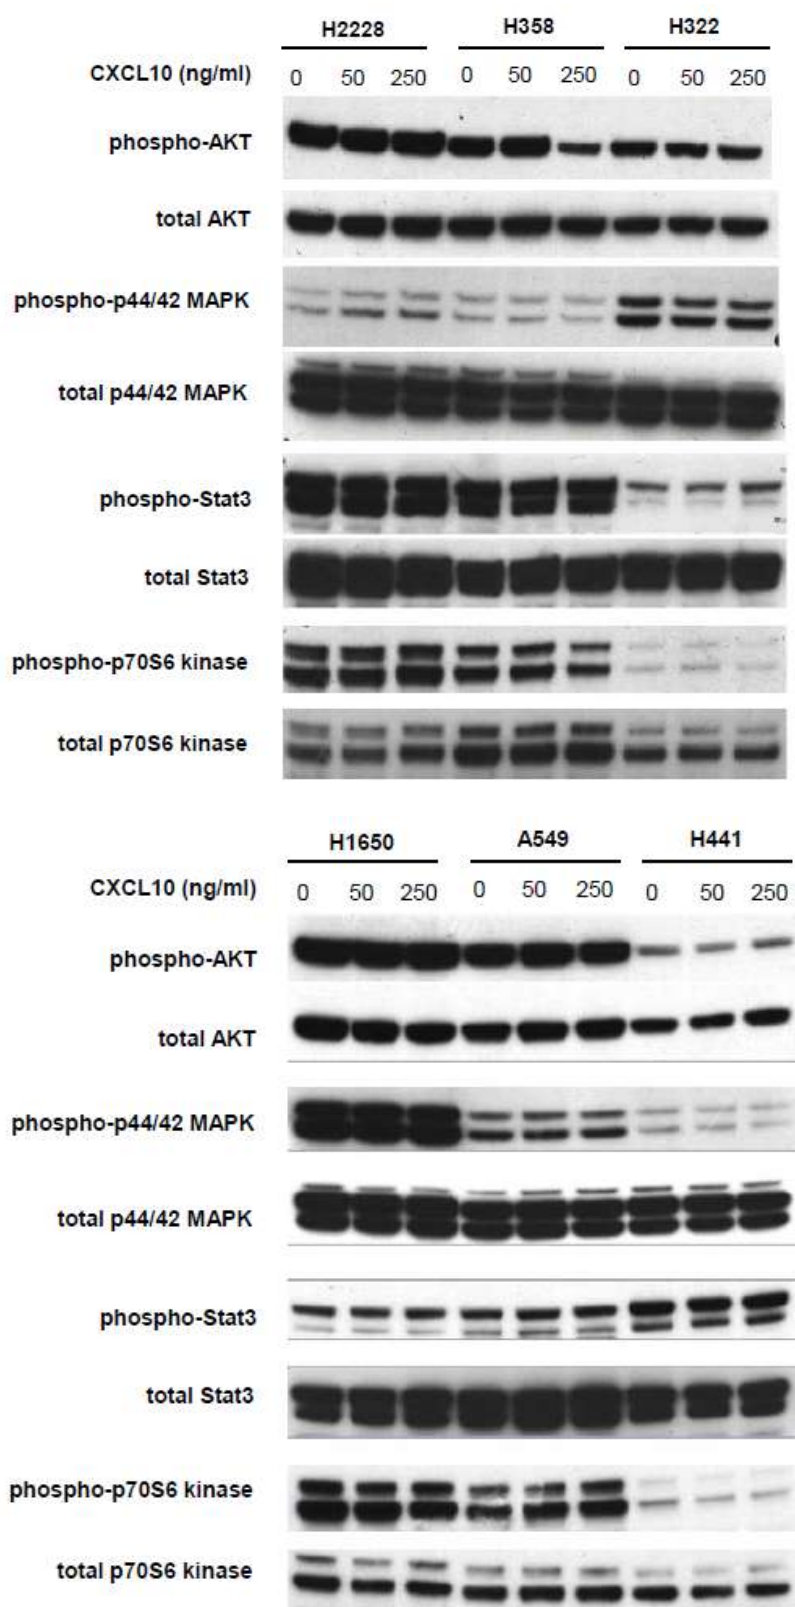 H2228 H358 H322
CXCL10 (ng/ml) 0 50 250 0 50 250 0 50 250
phospho-AKT
total AKT
phospho-p44/42 MAPK
total p44/42 MAPK
phospho-Stat3
total Stat3
phospho-p70S6 kinase
total p70S6 kinase
H1650 A549 H441
CXCL10 (ng/ml) 0 50 250 0 50 250 0 50 250
phospho-AKT
total AKT
phospho-p44/42 MAPK
total p44/42 MAPK
phospho-Stat3
total Stat3
phospho-p70S6 kinase
total p70S6 kinase